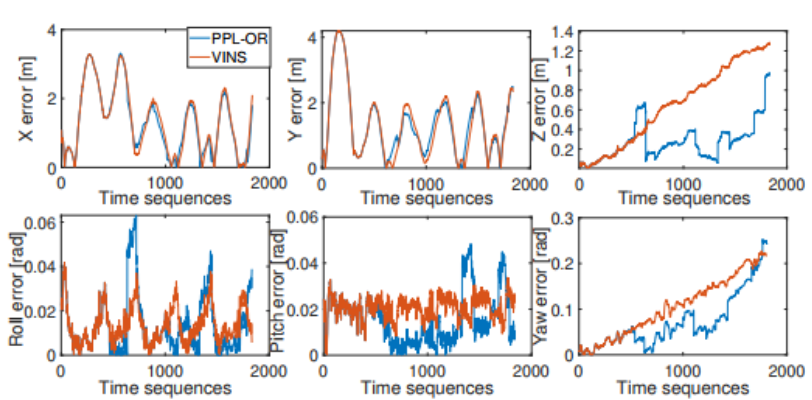 X error [m]
4
2
0
PPL-OR
VINS
0 1000 2000
Time sequences
Y error [m]
4
2
0
0 1000 2000
Time sequences
Z error [m]
1.4
1.2
1
0.8
0.6
0.4
0.2
0 1000 2000
Time sequences
Roll error [rad]
0.06
0.04
0.02
0
0 1000 2000
Time sequences
Pitch error [rad]
0.06
0.04
0.02
0
0 1000 2000
Time sequences
Yaw error [rad]
0.3
0.2
0.1
0
0 1000 2000
Time sequences